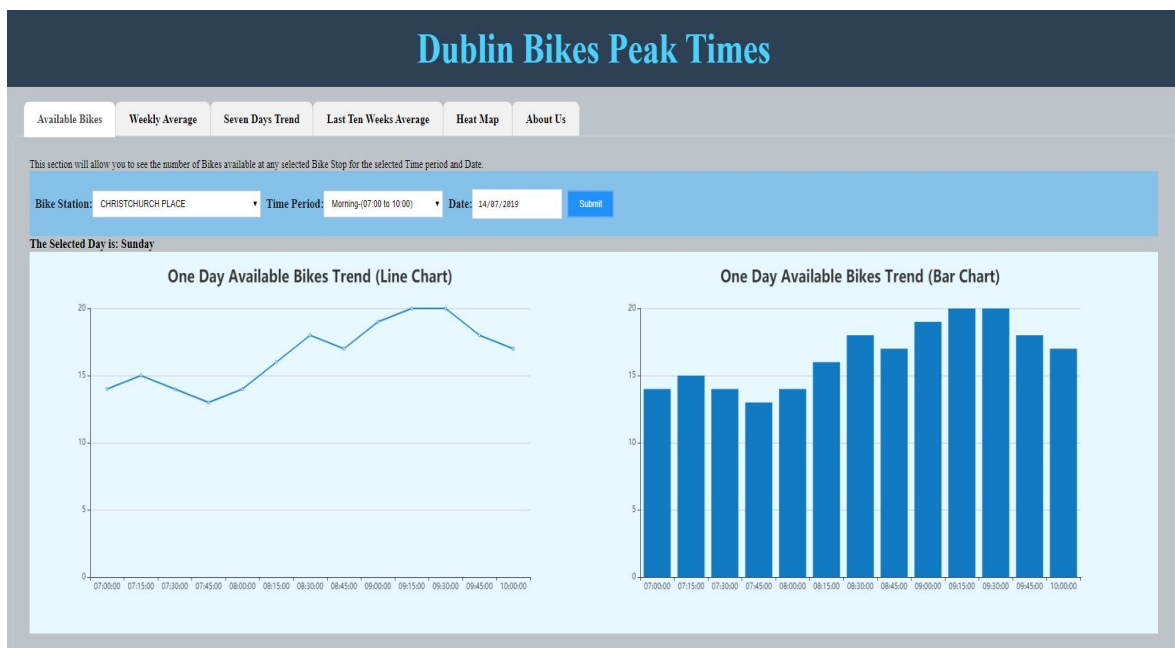 Dublin Bikes Peak Times
Available Bikes Weekly Average Seven Days Trend Last Ten Weeks Average Heat Map About Us
This section will allow you to see the number of Bikes available at any selected Bike Stop for the selected Time period and Date.
Bike Station: CHRISTCHURCH PLACE Time Period: Morning-(07:00 to 10:00) Date: 14/07/2019 Submit
The Selected Day is: Sunday
One Day Available Bikes Trend (Line Chart)
20
15
10
5
0
07:00:00 07:15:00 07:30:00 07:45:00 08:00:00 08:15:00 08:30:00 08:45:00 09:00:00 09:15:00 09:30:00 09:45:00 10:00:00
One Day Available Bikes Trend (Bar Chart)
20
15
10
5
0
07:00:00 07:15:00 07:30:00 07:45:00 08:00:00 08:15:00 08:30:00 08:45:00 09:00:00 09:15:00 09:30:00 09:45:00 10:00:00